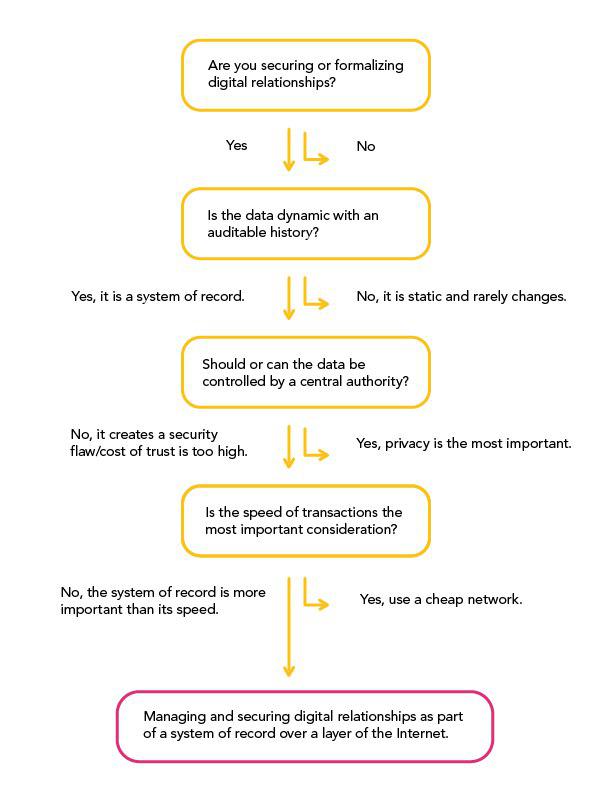 Are you securing or formalizing
digital relationships?
Yes
No
Is the data dynamic with an
auditable history?
Yes, it is a system of record.
No, it is static and rarely changes.
Should or can the data be
controlled by a central authority?
No, it creates a security
flaw/cost of trust is too high.
Yes, privacy is the most important.
Is the speed of transactions the
most important consideration?
No, the system of record is more
important than its speed.
Yes, use a cheap network.
Managing and securing digital relationships as part
of a system of record over a layer of the Internet.